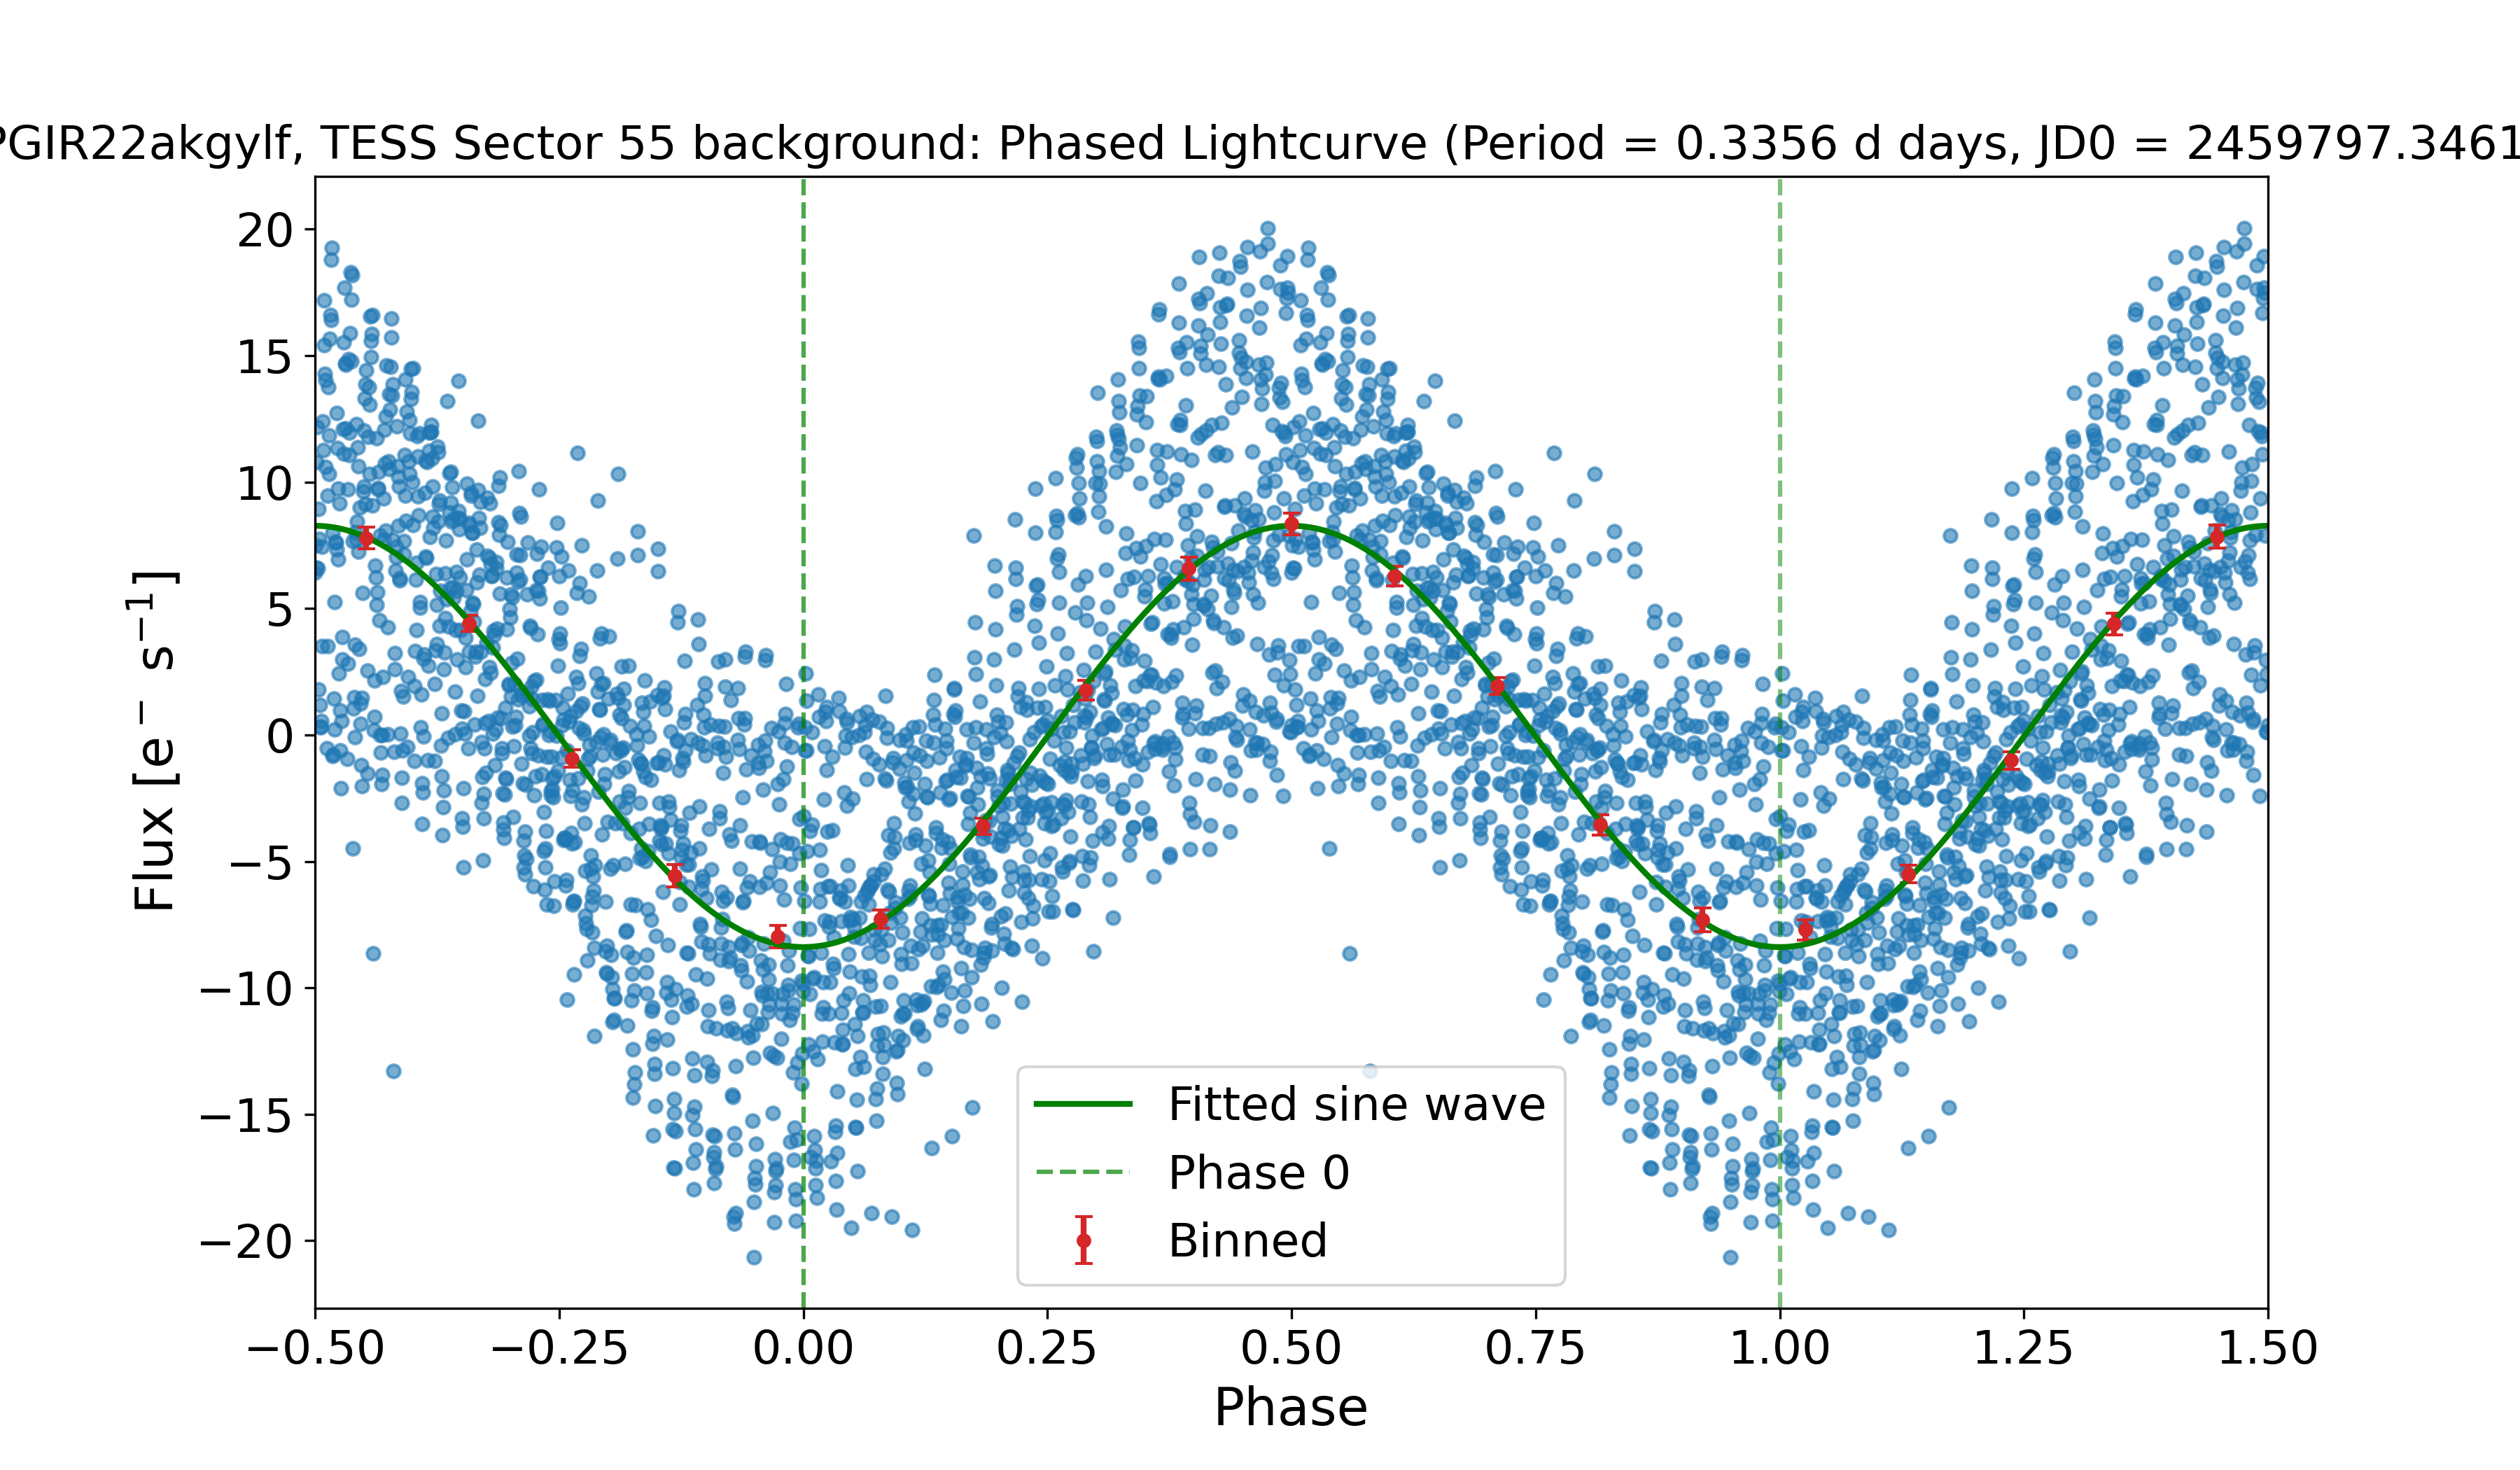 PGIR22akgylf, TESS Sector 55 background: Phased Lightcurve (Period = 0.3356 d days, JD0 = 2459797.3461
Flux [e⁻ s⁻¹]
20
15
10
5
0
−5
−10
−15
−20
Fitted sine wave
Phase 0
Binned
−0.50 −0.25 0.00 0.25 0.50 0.75 1.00 1.25 1.50
Phase